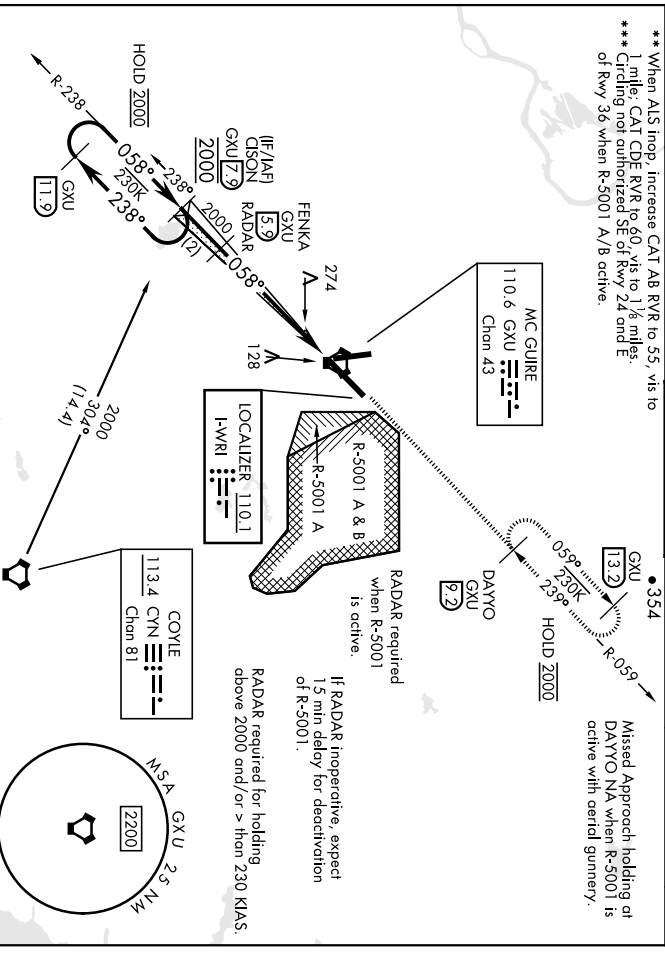 ** When ALS inop, increase CAT AB RVR to 55, vis to
1 mile; CAT CDE RVR to 60, vis to 1 1/8 miles.
*** Circling not authorized SE of Rwy 24 and E
of Rwy 36 when R-5001 A/B active.
MC GUIRE
110.6 GXU
Chan 43
354
GXU
13.2
059°
230K
239°
R-059
HOLD 2000
DAYYO
GXU
9.2
Missed Approach holding at
DAYYO NA when R-5001 is
active with aerial gunnery.
HOLD 2000
R-238
058°
230K
238°
GXU
11.9
(IF/IAF)
CISON
GXU 7.9
2000
238°
2000
(2)
FENKA
GXU
5.9
RADAR
058°
274
128
LOCALIZER 110.1
I-WRI
R-5001 A & B
R-5001 A
RADAR required
when R-5001
is active.
If RADAR inoperative, expect
15 min delay for deactivation
of R-5001.
RADAR required for holding
above 2000 and/or > than 230 KIAS.
2000
304°
(14.4)
COYLE
113.4 CYN
Chan 81
MSA GXU 25 NM
2200